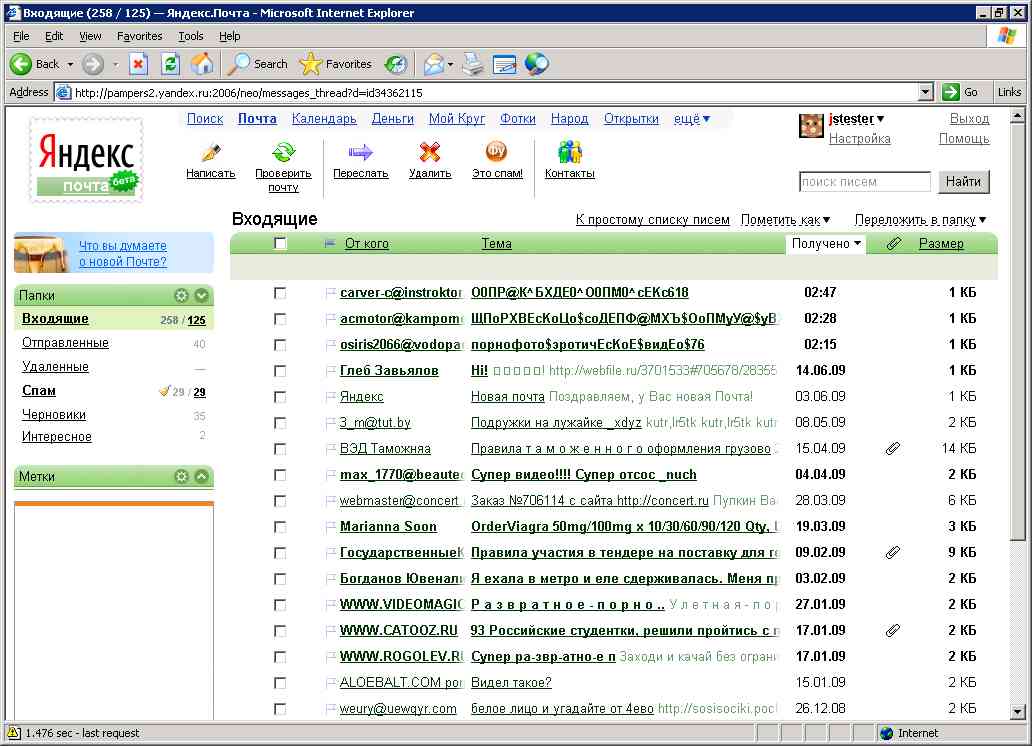 Входящие (258 / 125) — Яндекс.Почта - Microsoft Internet Explorer
File Edit View Favorites Tools Help
Back Search Favorites
Address http://pampers2.yandex.ru:2006/neo/messages_thread?d=id34362115 Go Links
Поиск Почта Календарь Деньги Мой Круг Фотки Народ Открытки ещё▼
jstester▼ Выход
Настройка Помощь
Яндекс
почта бета
Написать Проверить почту Переслать Удалить Фу Это спам! Контакты
поиск писем Найти
Входящие К простому списку писем Пометить как▼ Переложить в папку▼
Что вы думаете
о новой Почте?
От кого Тема Получено▼ Размер
Папки
Входящие 258 / 125
Отправленные 40
Удаленные —
Спам 29 / 29
Черновики 35
Интересное 2
Метки
carver-c@instroktor О0ПР@К^БХДЕ0^О0ПМ0^сЕКс618 02:47 1 КБ
acmotor@kampomo ЩПоРХВЕсКоЦо$соДЕПФ@МХЪ$ОоПМуУ@$уВ 02:28 1 КБ
osiris2066@vodopa порнофото$эротичЕсКоЕ$видЕо$76 02:15 1 КБ
Глеб Завьялов Hi! □□□□□! http://webfile.ru/3701533#705678/28355 14.06.09 1 КБ
Яндекс Новая почта Поздравляем, у Вас новая Почта! 03.06.09 1 КБ
3_m@tut.by Подружки на лужайке _xdyz kutr,lr5tk kutr,lr5tk kutr 08.05.09 2 КБ
ВЭД Таможняа Правила т а м о ж е н н о г о оформления грузово 15.04.09 14 КБ
max_1770@beaute Супер видео!!!! Супер отсос _nuch 04.04.09 2 КБ
webmaster@concert Заказ №706114 с сайта http://concert.ru Пупкин Ва 28.03.09 6 КБ
Marianna Soon OrderViagra 50mg/100mg x 10/30/60/90/120 Qty, 19.03.09 3 КБ
ГосударственныеК Правила участия в тендере на поставку для г 09.02.09 9 КБ
Богданов Ювенали Я ехала в метро и еле сдерживалась. Меня п 03.02.09 2 КБ
WWW.VIDEOMAGIC Р а з в р а т н о е - п о р н о .. У л е т н а я - п о р 27.01.09 2 КБ
WWW.CATOOZ.RU 93 Российские студентки, решили пройтись с 17.01.09 2 КБ
WWW.ROGOLEV.RU Супер ра-звр-атно-е п Заходи и качай без ограни 17.01.09 2 КБ
ALOEBALT.COM рог Видел такое? 15.01.09 2 КБ
weury@uewqyr.com белое лицо и угадайте от 4ево http://sosisociki.poc 26.12.08 2 КБ
1.476 sec - last request Internet